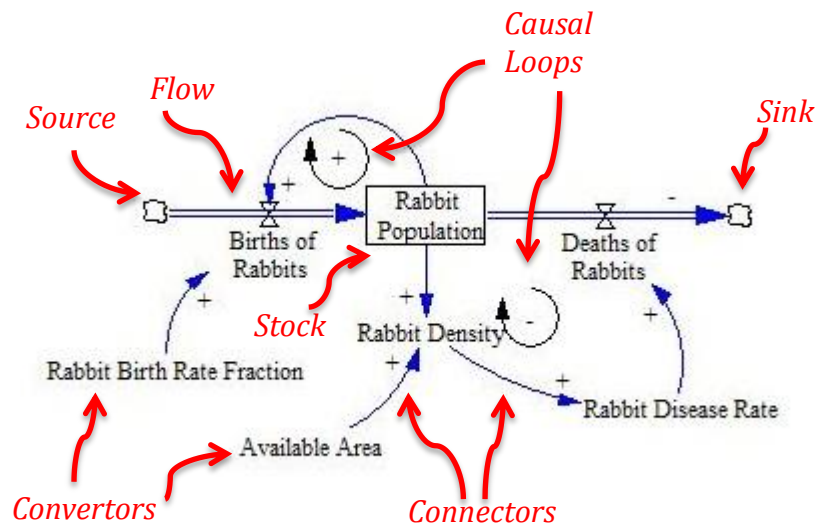 Causal
Loops
Flow
Source
Sink
+
+
-
Rabbit
Population
Births of
Rabbits
Deaths of
Rabbits
+
+
Stock
-
+
Rabbit Density
+
+
Rabbit Birth Rate Fraction
Rabbit Disease Rate
Available Area
Convertors
Connectors